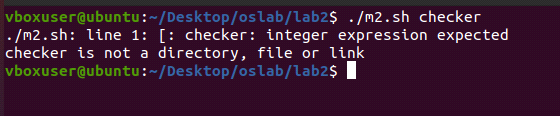 vboxuser@ubuntu:~/Desktop/oslab/lab2$ ./m2.sh checker
./m2.sh: line 1: [: checker: integer expression expected
checker is not a directory, file or link
vboxuser@ubuntu:~/Desktop/oslab/lab2$